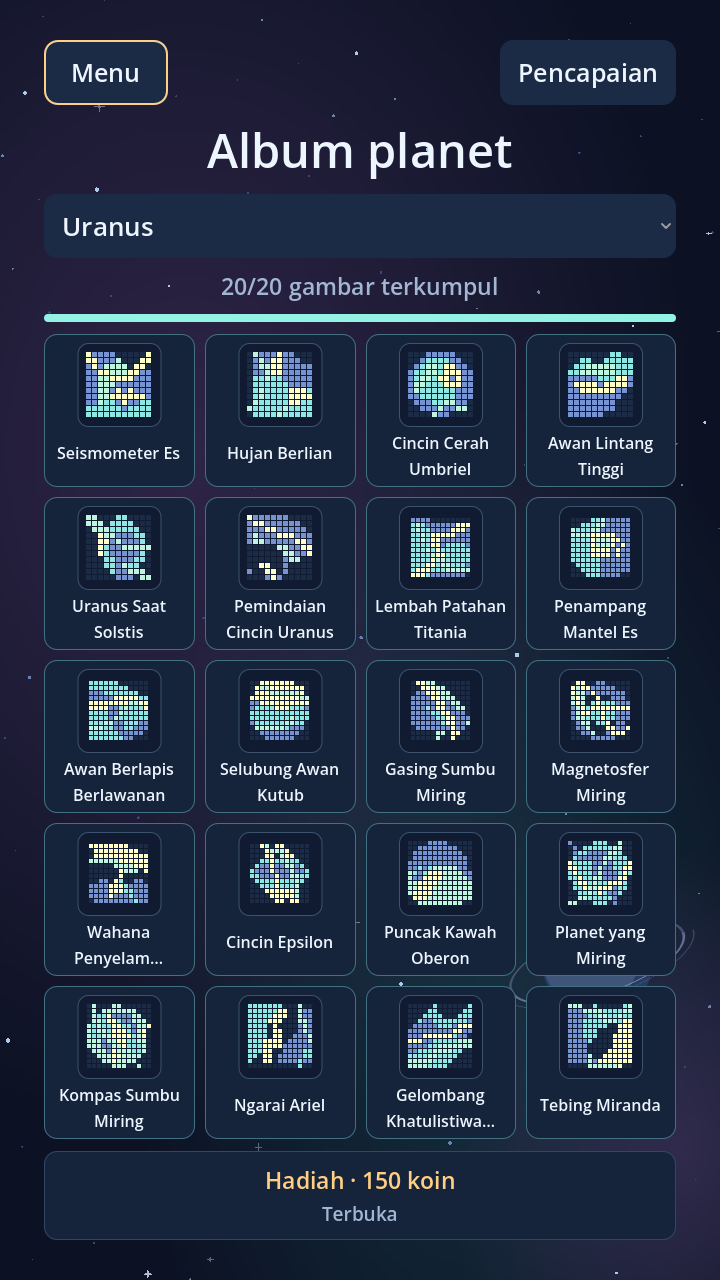 Menu
Pencapaian
Album planet
Uranus
20/20 gambar terkumpul
Seismometer Es
Hujan Berlian
Cincin Cerah
Umbriel
Awan Lintang
Tinggi
Uranus Saat
Solstis
Pemindaian
Cincin Uranus
Lembah Patahan
Titania
Penampang
Mantel Es
Awan Berlapis
Berlawanan
Selubung Awan
Kutub
Gasing Sumbu
Miring
Magnetosfer
Miring
Wahana
Penyelam...
Cincin Epsilon
Puncak Kawah
Oberon
Planet yang
Miring
Kompas Sumbu
Miring
Ngarai Ariel
Gelombang
Khatulistiwa...
Tebing Miranda
Hadiah · 150 koin
Terbuka